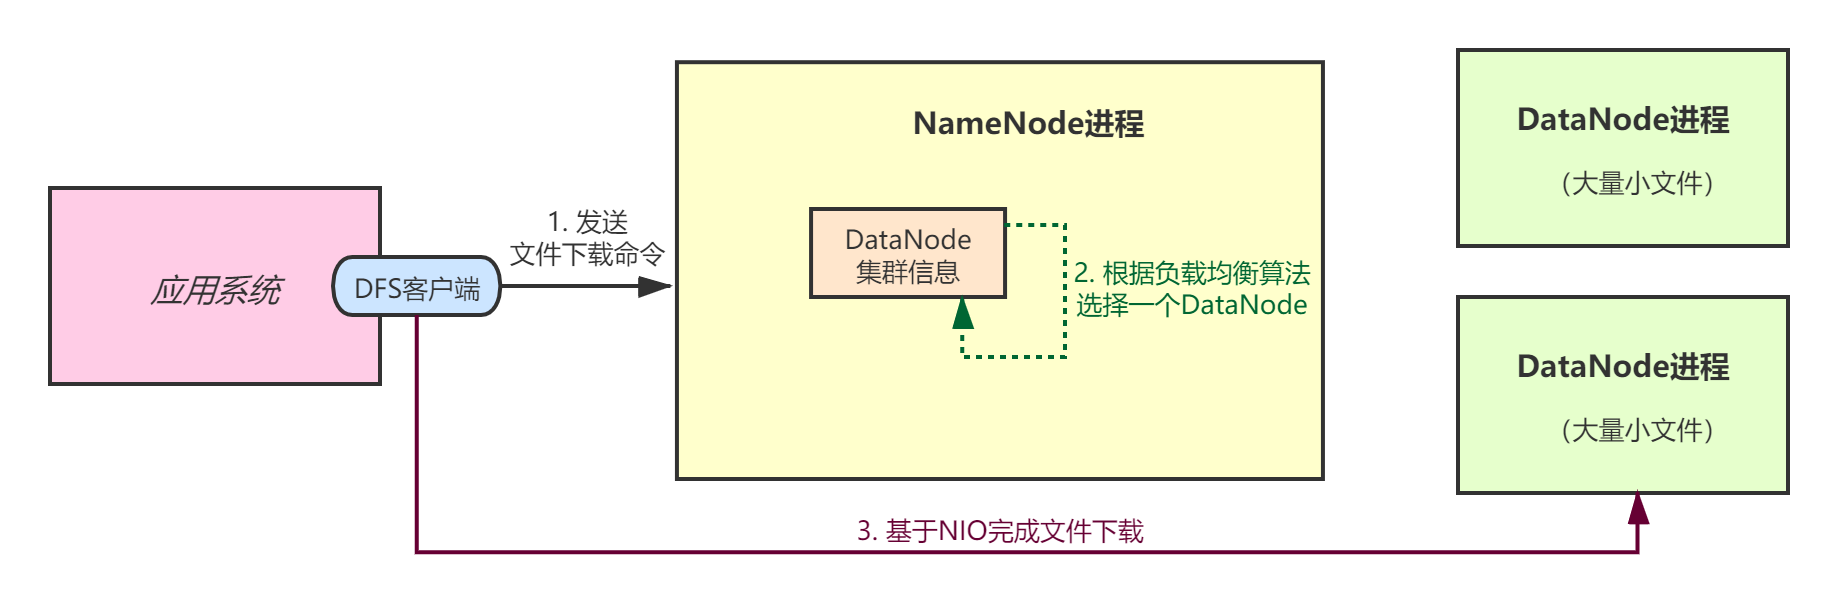 应用系统
DFS客户端
1. 发送
文件下载命令
NameNode进程
DataNode
集群信息
2. 根据负载均衡算法
选择一个DataNode
DataNode进程
（大量小文件）
DataNode进程
（大量小文件）
3. 基于NIO完成文件下载